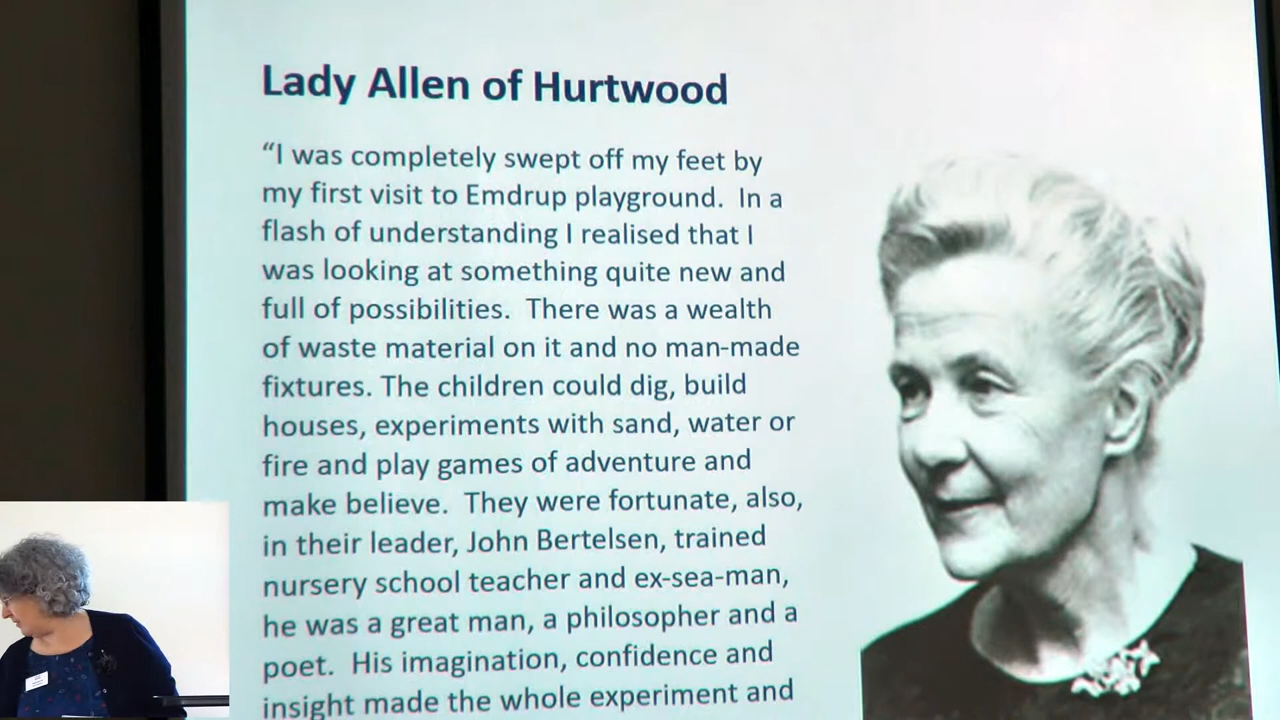 Lady Allen of Hurtwood
“I was completely swept off my feet by
my first visit to Emdrup playground.  In a
flash of understanding I realised that I
was looking at something quite new and
full of possibilities.  There was a wealth
of waste material on it and no man-made
fixtures. The children could dig, build
houses, experiments with sand, water or
fire and play games of adventure and
make believe.  They were fortunate, also,
in their leader, John Bertelsen, trained
nursery school teacher and ex-sea-man,
he was a great man, a philosopher and a
poet.  His imagination, confidence and
insight made the whole experiment and